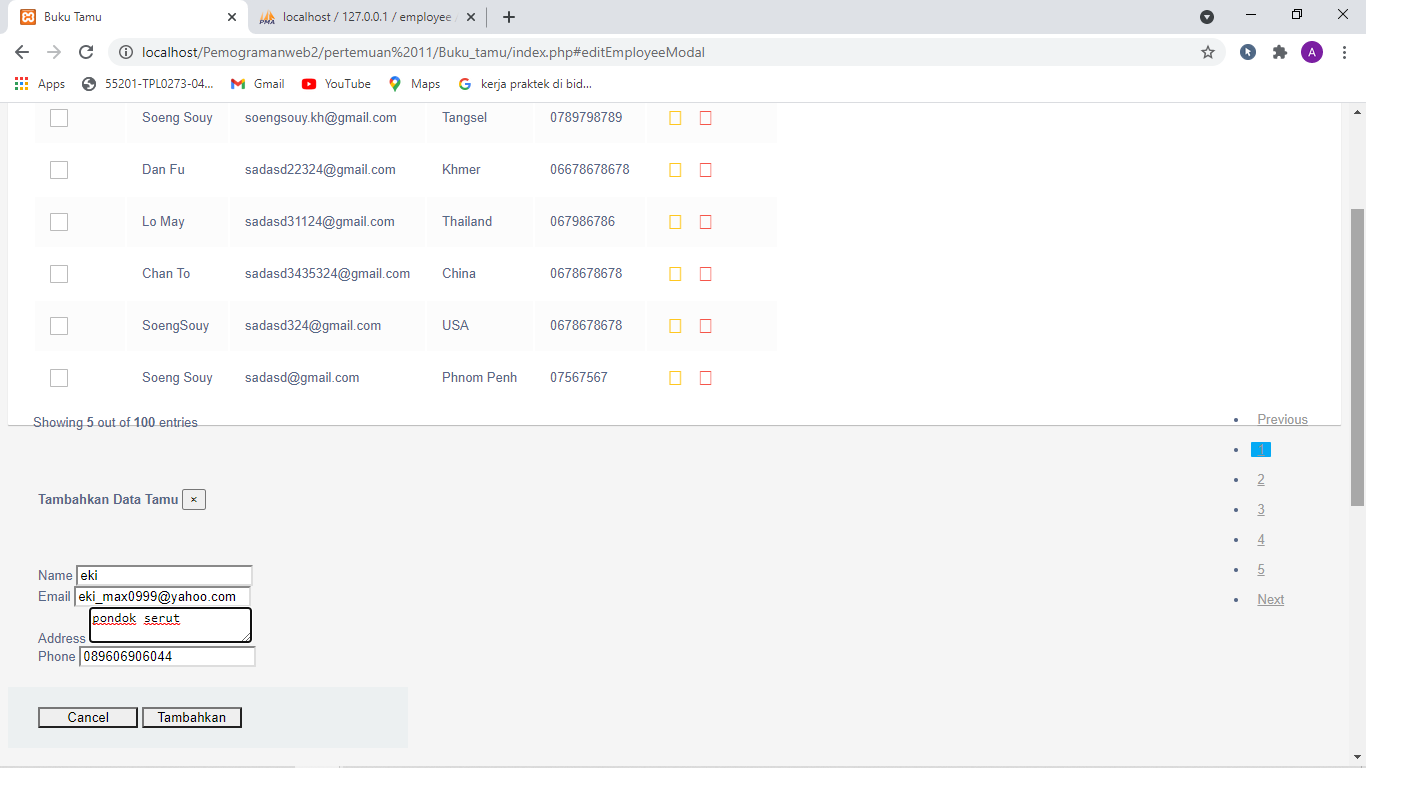 Buku Tamu
localhost / 127.0.0.1 / employee
localhost/Pemogramanweb2/pertemuan%2011/Buku_tamu/index.php#editEmployeeModal
A
Apps 55201-TPL0273-04... Gmail YouTube Maps kerja praktek di bid...
Soeng Souy soengsouy.kh@gmail.com Tangsel 0789798789
Dan Fu sadasd22324@gmail.com Khmer 06678678678
Lo May sadasd31124@gmail.com Thailand 067986786
Chan To sadasd3435324@gmail.com China 0678678678
SoengSouy sadasd324@gmail.com USA 0678678678
Soeng Souy sadasd@gmail.com Phnom Penh 07567567
Showing 5 out of 100 entries
Previous
1
2
3
4
5
Next
Tambahkan Data Tamu ×
Name eki
Email eki_max0999@yahoo.com
Address pondok serut
Phone 089606906044
Cancel Tambahkan